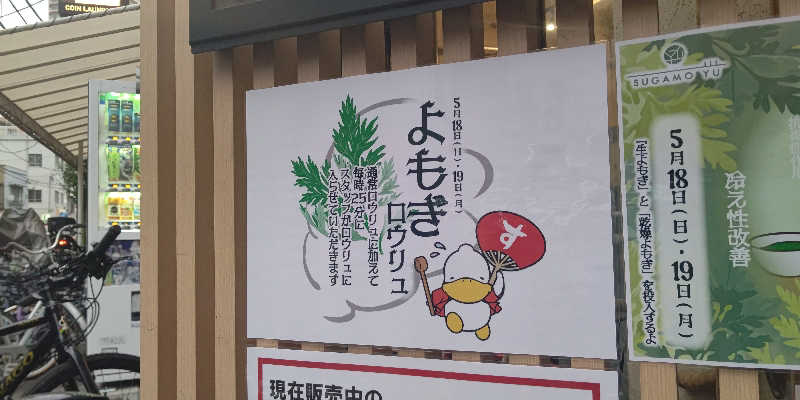 COIN LAUN
5月18日(日)・19日(月)
よもぎ
ロウリュ
通常ロウリュに加えて
毎時25分に
スタッフがロウリュに
入らせていただきます
す
SUGAMO YU
5月18日(日)・19日(月)
「生よもぎ」と「乾燥よもぎ」を投入するよ
冷え性改善
現在販売中の